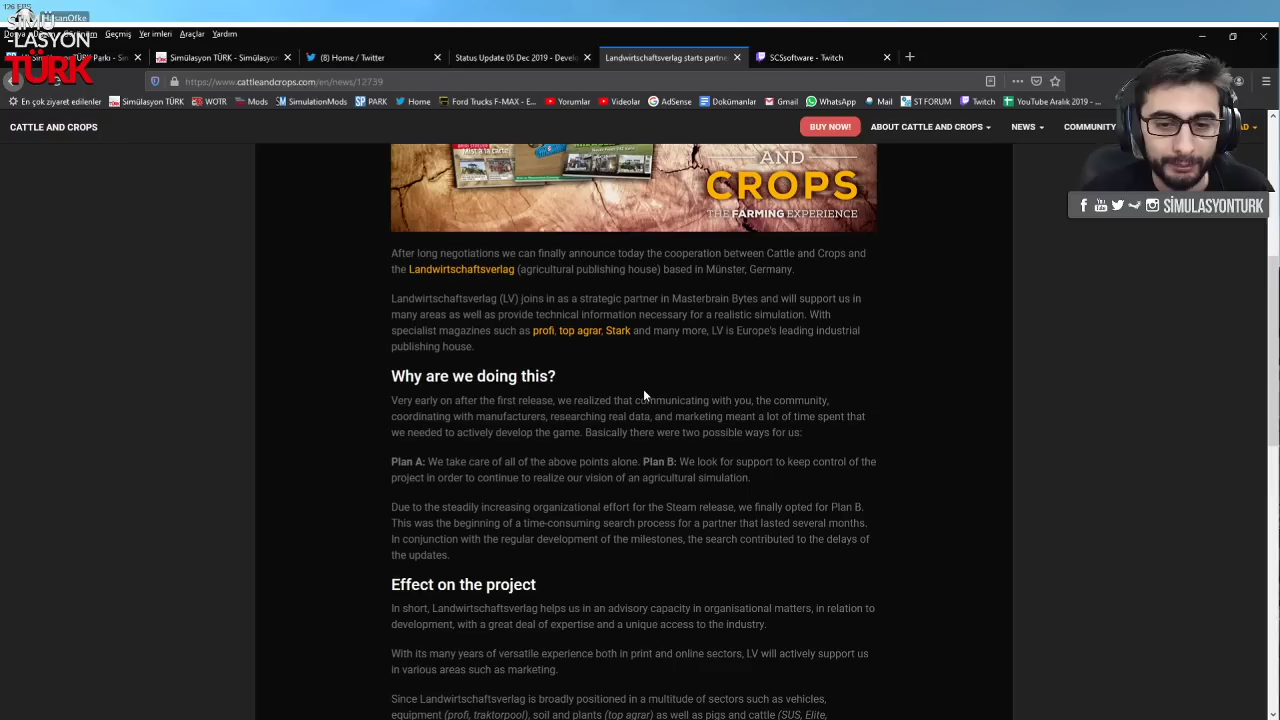 126 FPS
HasanOfke
SİMÜ
-LASYON
TÜRK
Dosya Düzen Görünüm Geçmiş Yer imleri Araçlar Yardım
Simülasyon TÜRK Parkı - Si
Simülasyon TÜRK - Simülasyo
(8) Home / Twitter
Status Update 05 Dec 2019 - Develo
Landwirtschaftsverlag starts partne
SCSsoftware - Twitch
https://www.cattleandcrops.com/en/news/12739
En çok ziyaret edilenler
Simülasyon TÜRK
WOTR
Mods
SimulationMods
PARK
Home
Ford Trucks F-MAX - E...
Yorumlar
Videolar
AdSense
Dokümanlar
Gmail
WhatsApp
Mail
ST FORUM
Twitch
YouTube Aralık 2019 - ...
CATTLE AND CROPS
BUY NOW!
ABOUT CATTLE AND CROPS
NEWS
COMMUNITY
AND
CROPS
THE FARMING EXPERIENCE
SİMULASYONTURK
After long negotiations we can finally announce today the cooperation between Cattle and Crops and
the Landwirtschaftsverlag (agricultural publishing house) based in Münster, Germany.
Landwirtschaftsverlag (LV) joins in as a strategic partner in Masterbrain Bytes and will support us in
many areas as well as provide technical information necessary for a realistic simulation. With
specialist magazines such as profi, top agrar, Stark and many more, LV is Europe's leading industrial
publishing house.
Why are we doing this?
Very early on after the first release, we realized that communicating with you, the community,
coordinating with manufacturers, researching real data, and marketing meant a lot of time spent that
we needed to actively develop the game. Basically there were two possible ways for us:
Plan A: We take care of all of the above points alone. Plan B: We look for support to keep control of the
project in order to continue to realize our vision of an agricultural simulation.
Due to the steadily increasing organizational effort for the Steam release, we finally opted for Plan B.
This was the beginning of a time-consuming search process for a partner that lasted several months.
In conjunction with the regular development of the milestones, the search contributed to the delays of
the updates.
Effect on the project
In short, Landwirtschaftsverlag helps us in an advisory capacity in organisational matters, in relation to
development, with a great deal of expertise and a unique access to the industry.
With its many years of versatile experience both in print and online sectors, LV will actively support us
in various areas such as marketing.
Since Landwirtschaftsverlag is broadly positioned in a multitude of sectors such as vehicles,
equipment (profi, traktorpool), soil and plants (top agrar) as well as pigs and cattle (SUS, Elite,